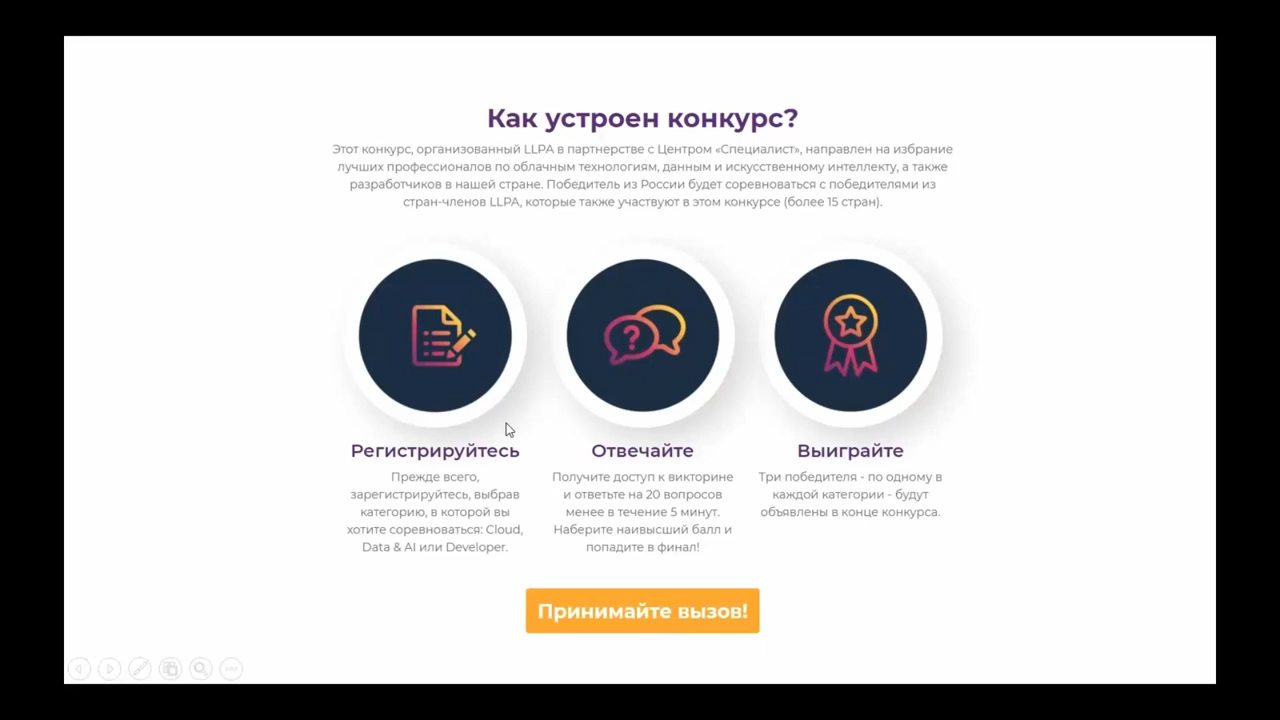 Как устроен конкурс?
Этот конкурс, организованный LLPA в партнерстве с Центром «Специалист», направлен на избрание
лучших профессионалов по облачным технологиям, данным и искусственному интеллекту, а также
разработчиков в нашей стране. Победитель из России будет соревноваться с победителями из
стран-членов LLPA, которые также участвуют в этом конкурсе (более 15 стран).
Регистрируйтесь
Прежде всего,
зарегистрируйтесь, выбрав
категорию, в которой вы
хотите соревноваться: Cloud,
Data & AI или Developer.
Отвечайте
Получите доступ к викторине
и ответьте на 20 вопросов
менее в течение 5 минут.
Наберите наивысший балл и
попадите в финал!
Выиграйте
Три победителя - по одному в
каждой категории - будут
объявлены в конце конкурса.
Принимайте вызов!